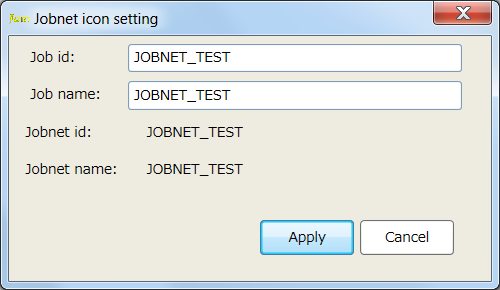 Jobnet icon setting
Job id: JOBNET_TEST
Job name: JOBNET_TEST
Jobnet id: JOBNET_TEST
Jobnet name: JOBNET_TEST
Apply Cancel